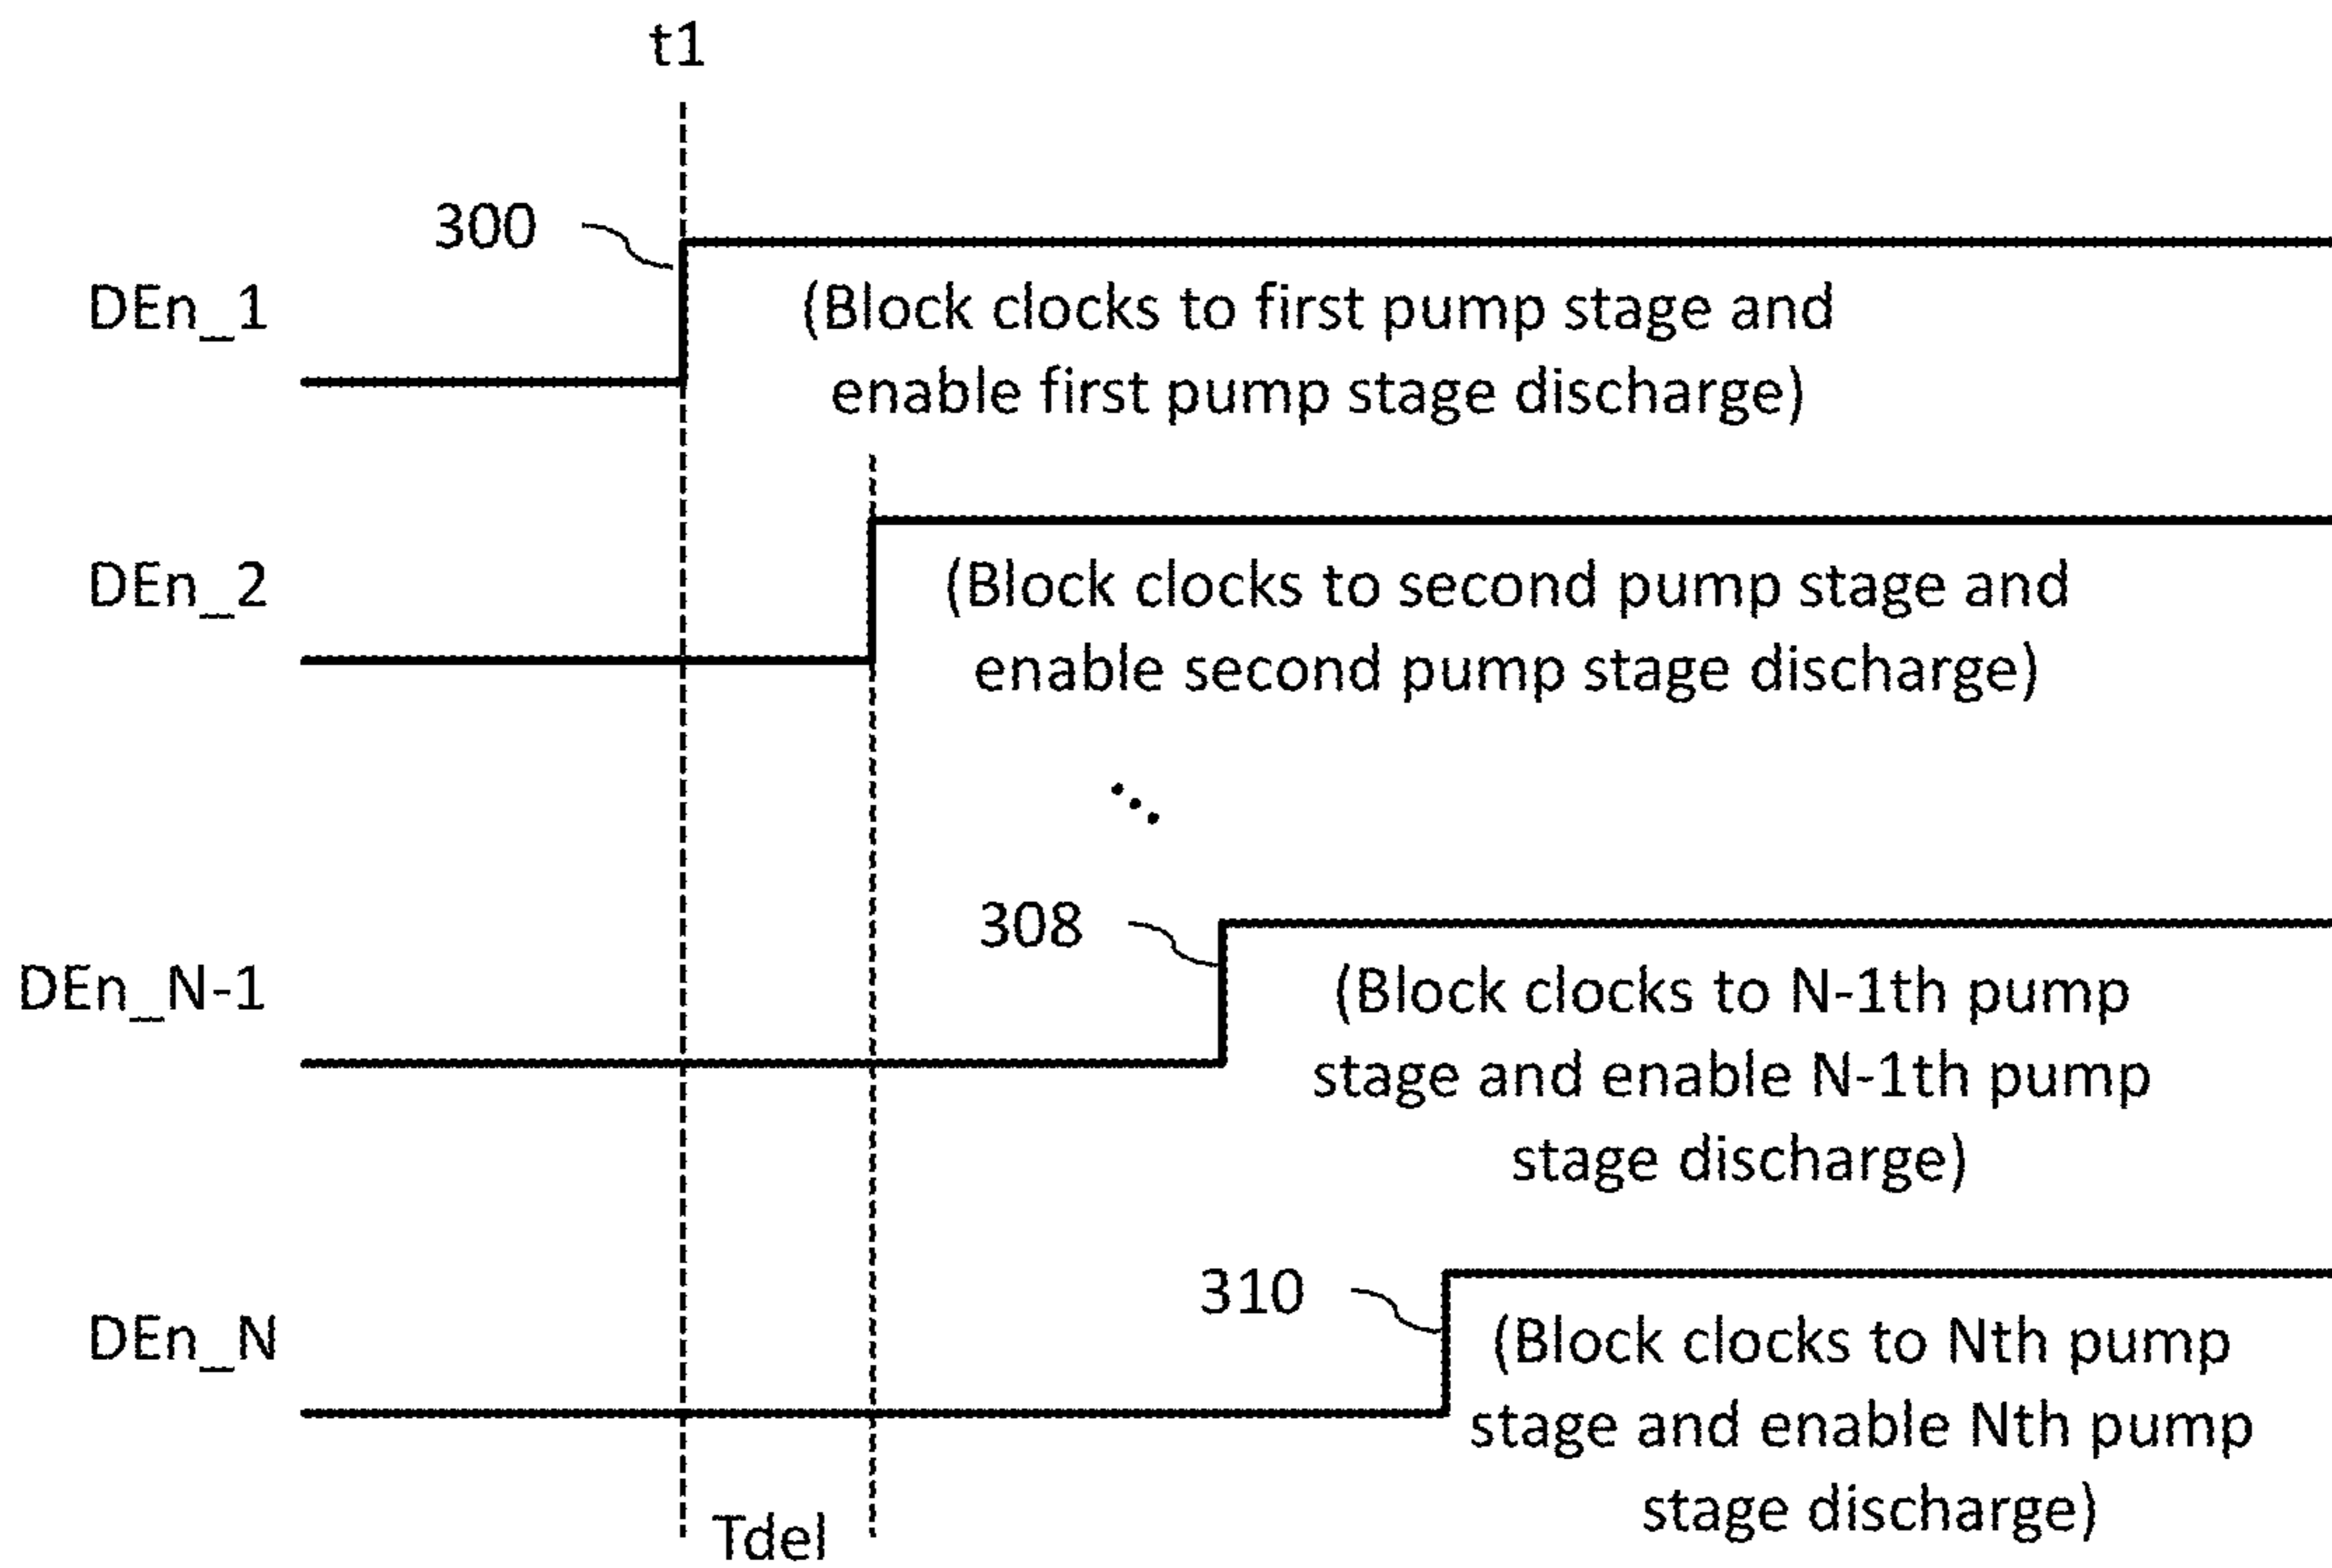 t1
300
DEn_1
(Block clocks to first pump stage and
enable first pump stage discharge)
DEn_2
(Block clocks to second pump stage and
enable second pump stage discharge)
308
DEn_N-1
(Block clocks to N-1th pump
stage and enable N-1th pump
stage discharge)
310
DEn_N
(Block clocks to Nth pump
stage and enable Nth pump
stage discharge)
Tdel